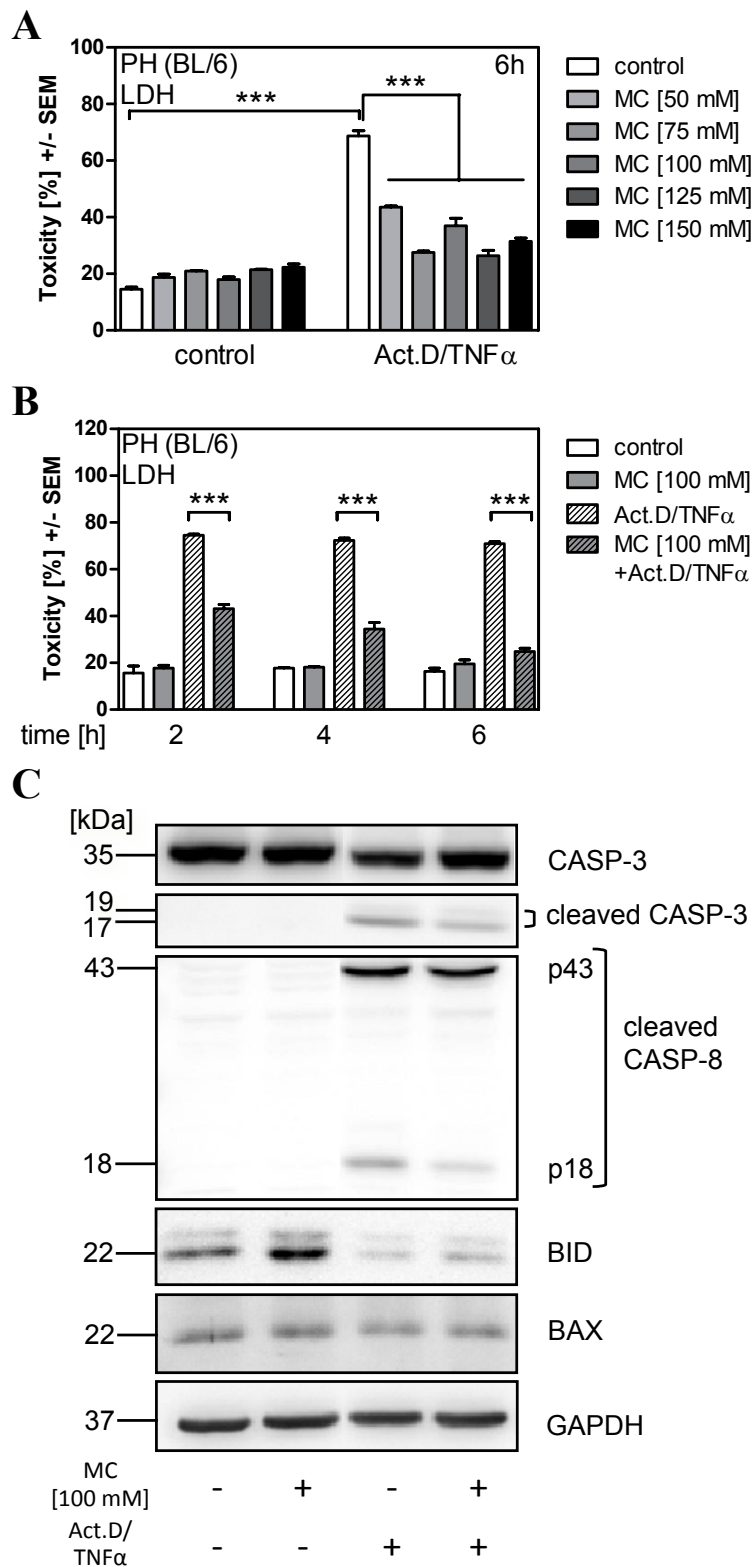 A
PH (BL/6)
LDH
6h
***
***
Toxicity [%] +/- SEM
100
80
60
40
20
0
control
Act.D/TNFα
control
MC [50 mM]
MC [75 mM]
MC [100 mM]
MC [125 mM]
MC [150 mM]
B
PH (BL/6)
LDH
***
***
***
Toxicity [%] +/- SEM
120
100
80
60
40
20
0
time [h]
2
4
6
control
MC [100 mM]
Act.D/TNFα
MC [100 mM]
+Act.D/TNFα
C
[kDa]
35
CASP-3
19
17
cleaved CASP-3
43
p43
cleaved
CASP-8
18
p18
22
BID
22
BAX
37
GAPDH
MC
[100 mM]
- + - +
Act.D/
TNFα
- - + +